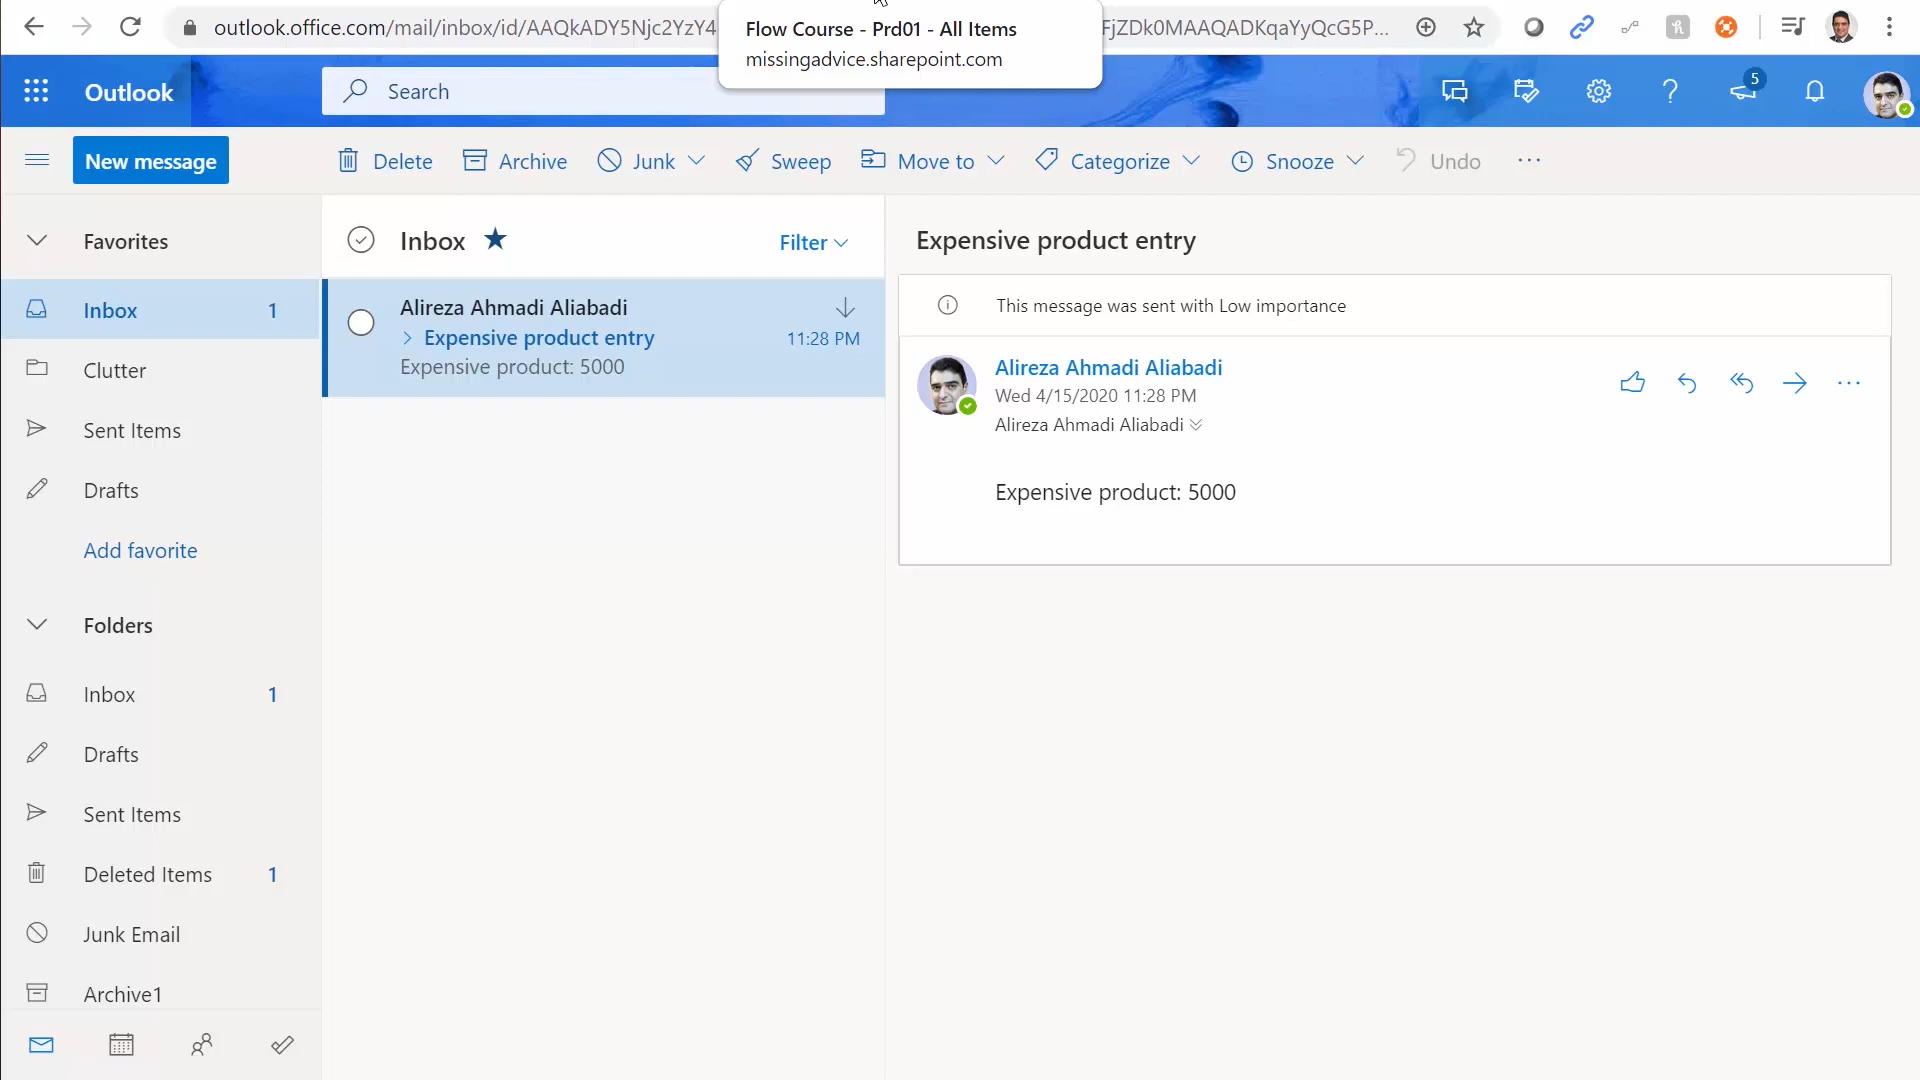 outlook.office.com/mail/inbox/id/AAQkADY5Njc2YzY4
FjZDk0MAAQADKqaYyQcG5P...
Flow Course - Prd01 - All Items
missingadvice.sharepoint.com
Outlook
Search
5
New message
Delete
Archive
Junk
Sweep
Move to
Categorize
Snooze
Undo
Favorites
Inbox 1
Clutter
Sent Items
Drafts
Add favorite
Folders
Inbox 1
Drafts
Sent Items
Deleted Items 1
Junk Email
Archive1
Inbox
Filter
Alireza Ahmadi Aliabadi
Expensive product entry
11:28 PM
Expensive product: 5000
Expensive product entry
This message was sent with Low importance
Alireza Ahmadi Aliabadi
Wed 4/15/2020 11:28 PM
Alireza Ahmadi Aliabadi
Expensive product: 5000